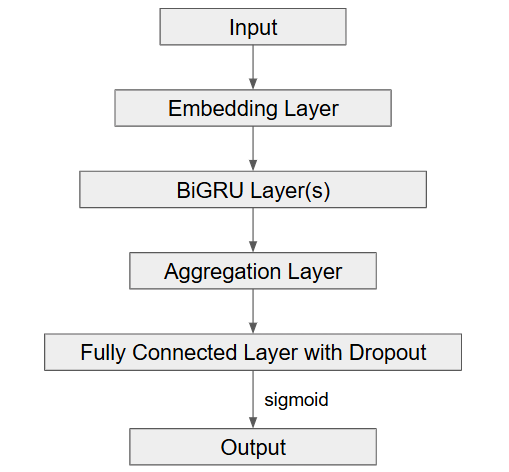 Input
Embedding Layer
BiGRU Layer(s)
Aggregation Layer
Fully Connected Layer with Dropout
sigmoid
Output